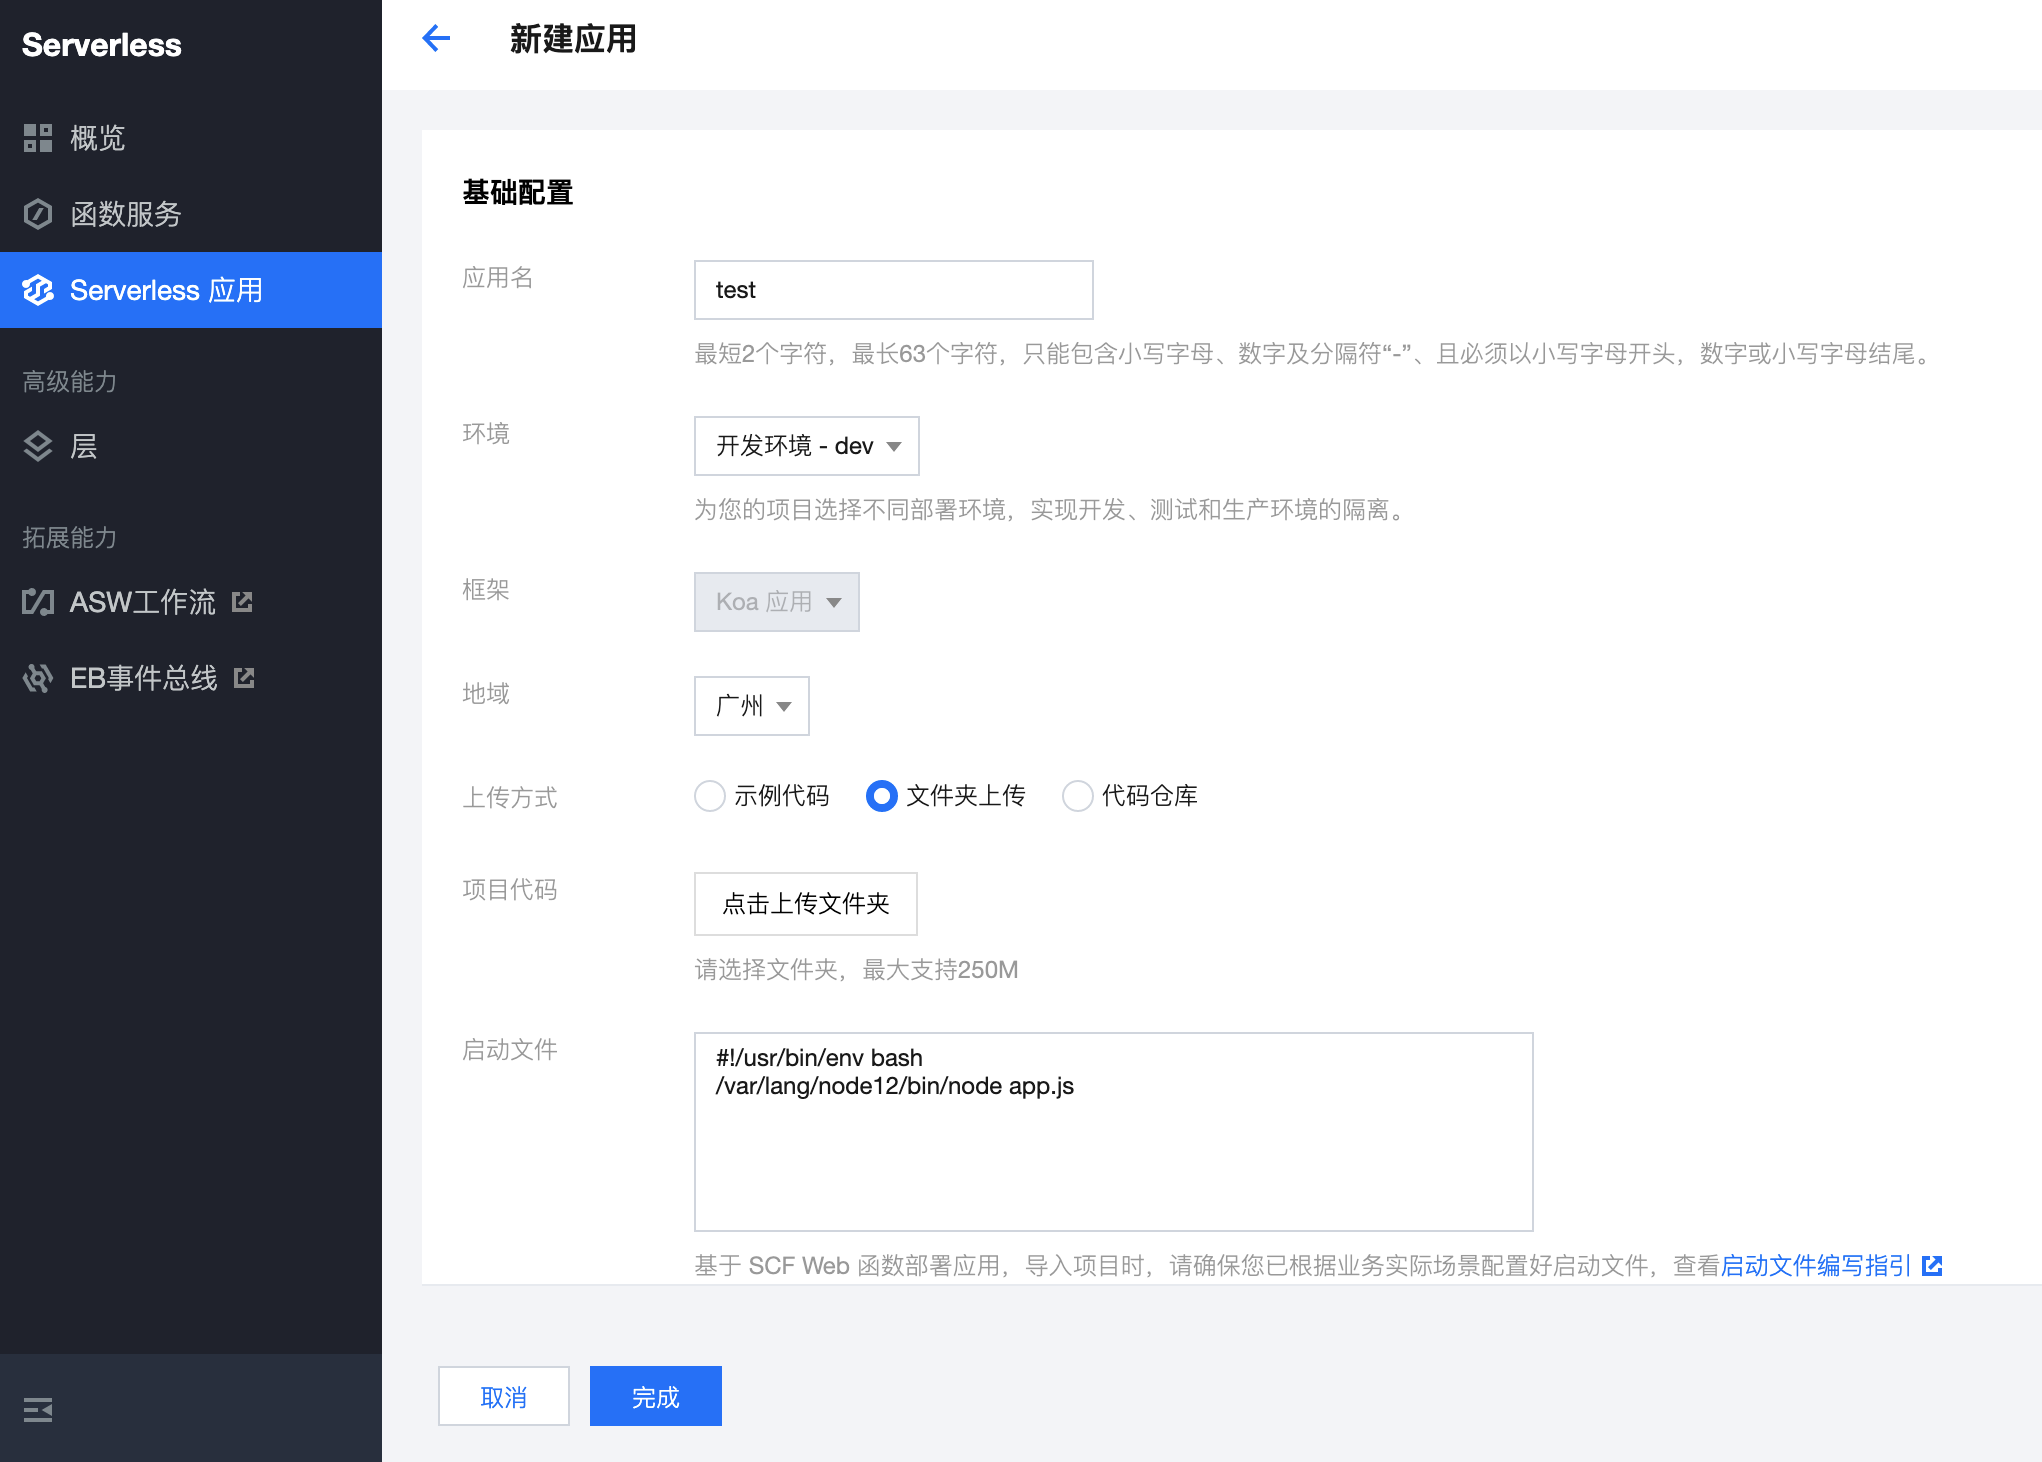 Serverless
概览
函数服务
Serverless 应用
高级能力
层
拓展能力
ASW工作流
EB事件总线
新建应用
基础配置
应用名
test
最短2个字符，最长63个字符，只能包含小写字母、数字及分隔符“-”、且必须以小写字母开头，数字或小写字母结尾。
环境
开发环境 - dev
为您的项目选择不同部署环境，实现开发、测试和生产环境的隔离。
框架
Koa 应用
地域
广州
上传方式
示例代码 文件夹上传 代码仓库
项目代码
点击上传文件夹
请选择文件夹，最大支持250M
启动文件
#!/usr/bin/env bash
/var/lang/node12/bin/node app.js
基于 SCF Web 函数部署应用，导入项目时，请确保您已根据业务实际场景配置好启动文件，查看启动文件编写指引
取消 完成